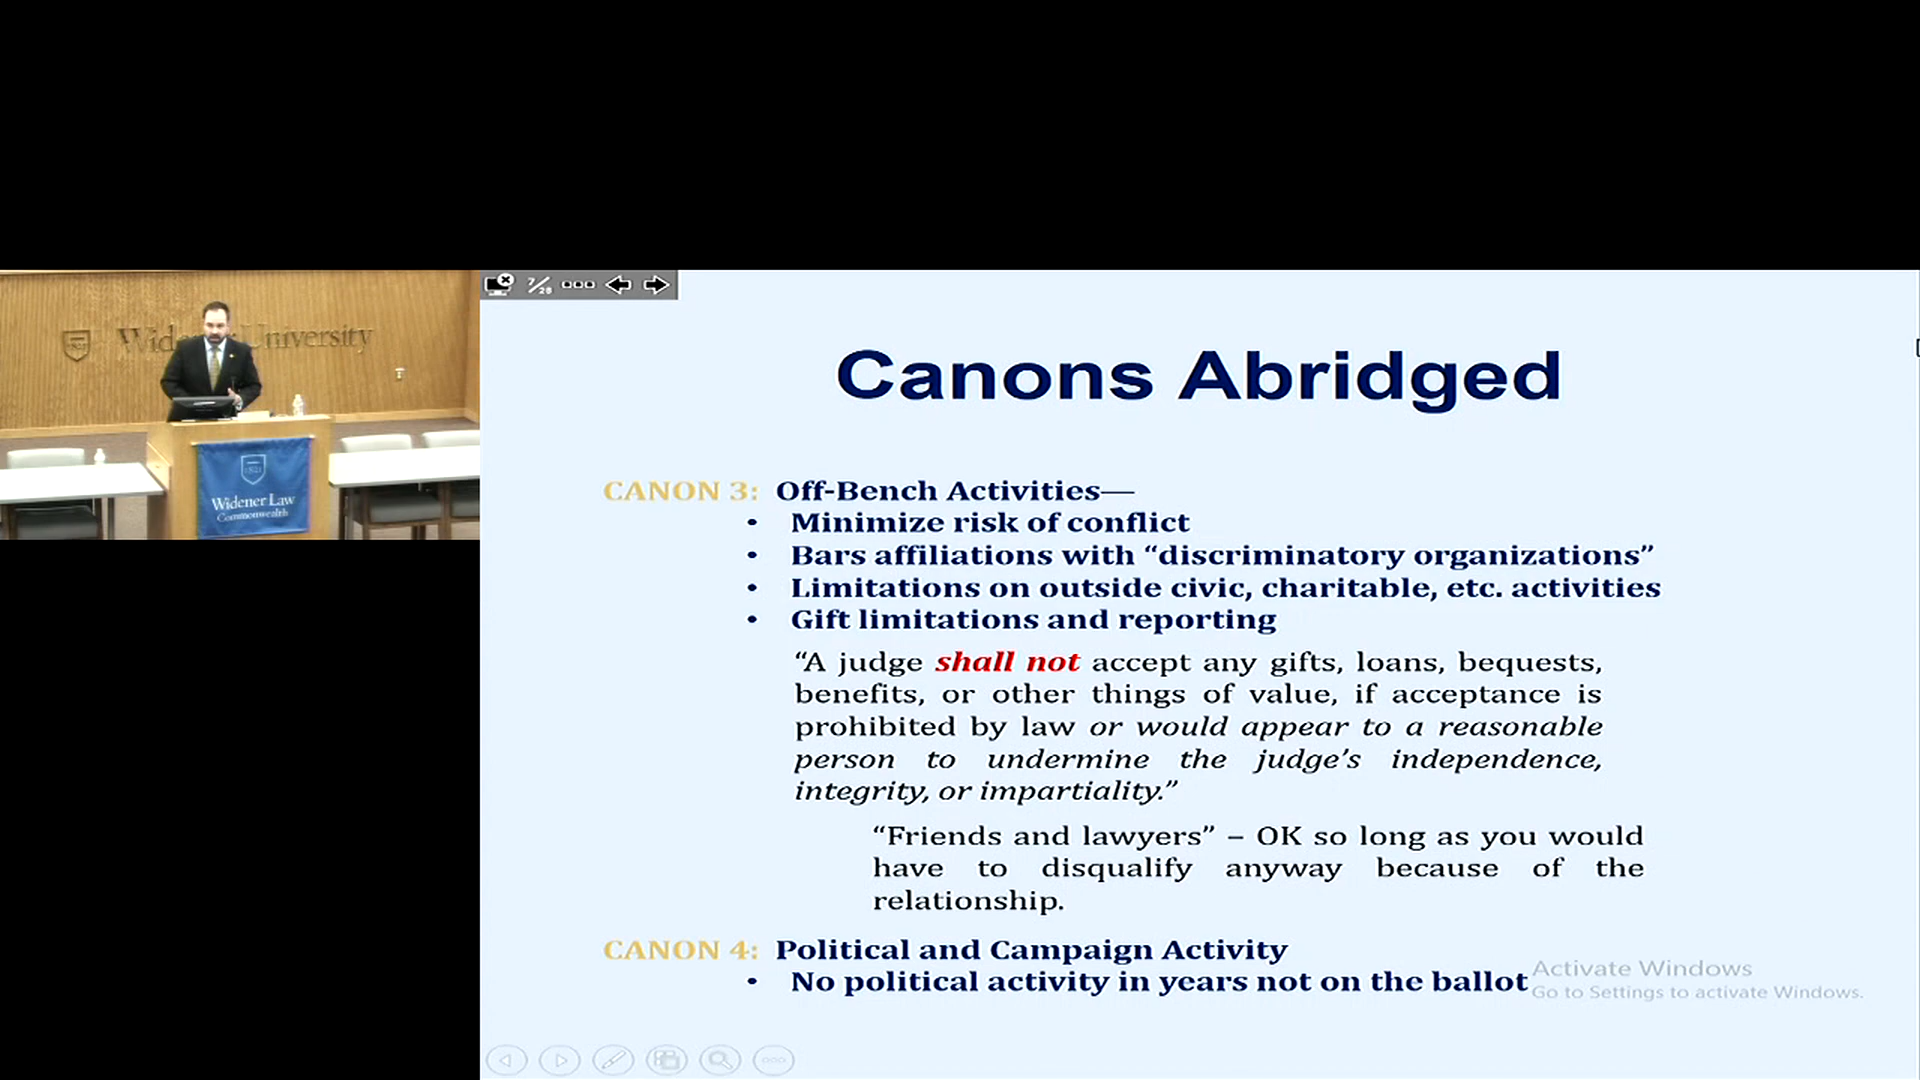 Widener University
1821
Widener Law
Commonwealth
7/28
Canons Abridged
CANON 3: Off-Bench Activities—
• Minimize risk of conflict
• Bars affiliations with “discriminatory organizations”
• Limitations on outside civic, charitable, etc. activities
• Gift limitations and reporting
“A judge shall not accept any gifts, loans, bequests,
benefits, or other things of value, if acceptance is
prohibited by law or would appear to a reasonable
person to undermine the judge’s independence,
integrity, or impartiality.”
“Friends and lawyers” – OK so long as you would
have to disqualify anyway because of the
relationship.
CANON 4: Political and Campaign Activity
• No political activity in years not on the ballot
Activate Windows
Go to Settings to activate Windows.